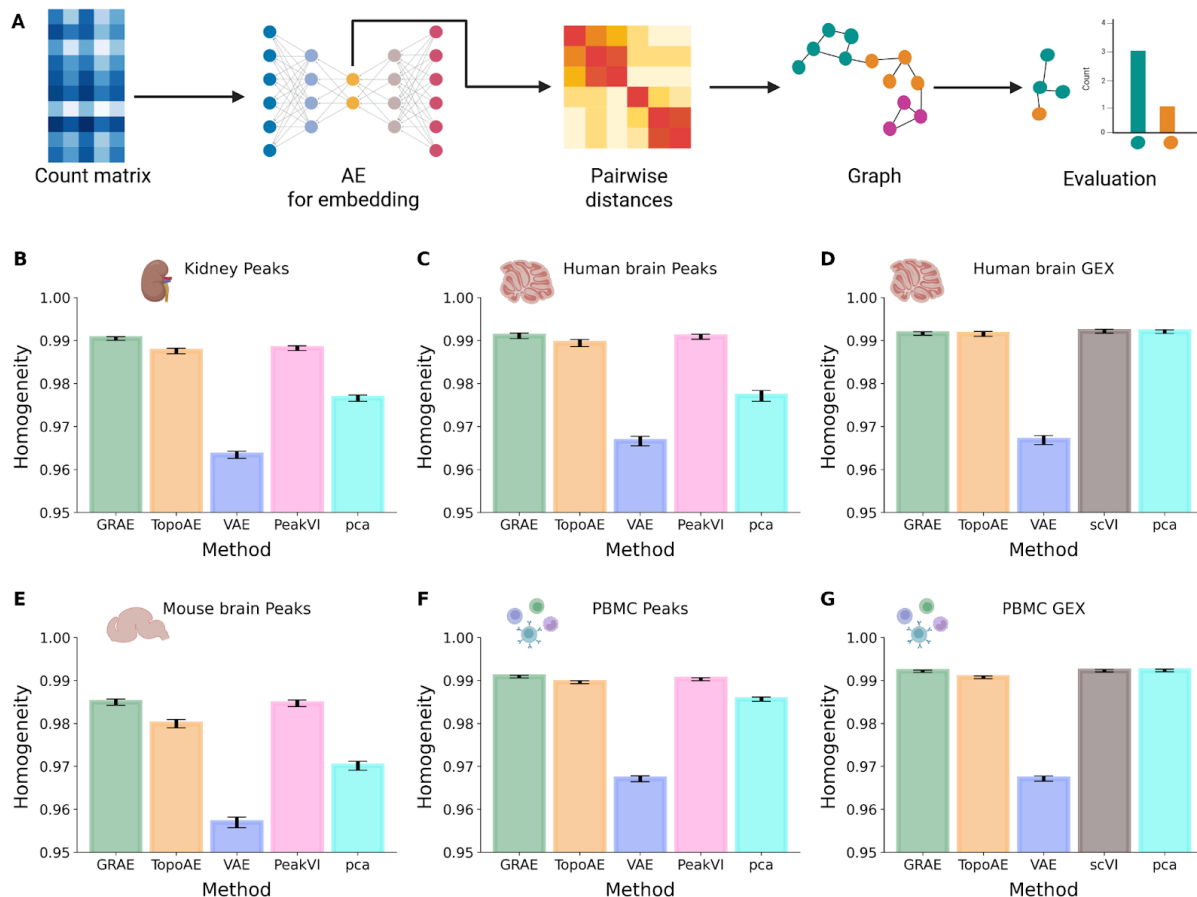 A
Count matrix
AE
for embedding
Pairwise
distances
Graph
4
3
2
1
0
Count
Evaluation
B
Kidney Peaks
1.00
0.99
0.98
0.97
0.96
0.95
Homogeneity
GRAE TopoAE VAE PeakVI pca
Method
C
Human brain Peaks
1.00
0.99
0.98
0.97
0.96
0.95
Homogeneity
GRAE TopoAE VAE PeakVI pca
Method
D
Human brain GEX
1.00
0.99
0.98
0.97
0.96
0.95
Homogeneity
GRAE TopoAE VAE scVI pca
Method
E
Mouse brain Peaks
1.00
0.99
0.98
0.97
0.96
0.95
Homogeneity
GRAE TopoAE VAE PeakVI pca
Method
F
PBMC Peaks
1.00
0.99
0.98
0.97
0.96
0.95
Homogeneity
GRAE TopoAE VAE PeakVI pca
Method
G
PBMC GEX
1.00
0.99
0.98
0.97
0.96
0.95
Homogeneity
GRAE TopoAE VAE scVI pca
Method